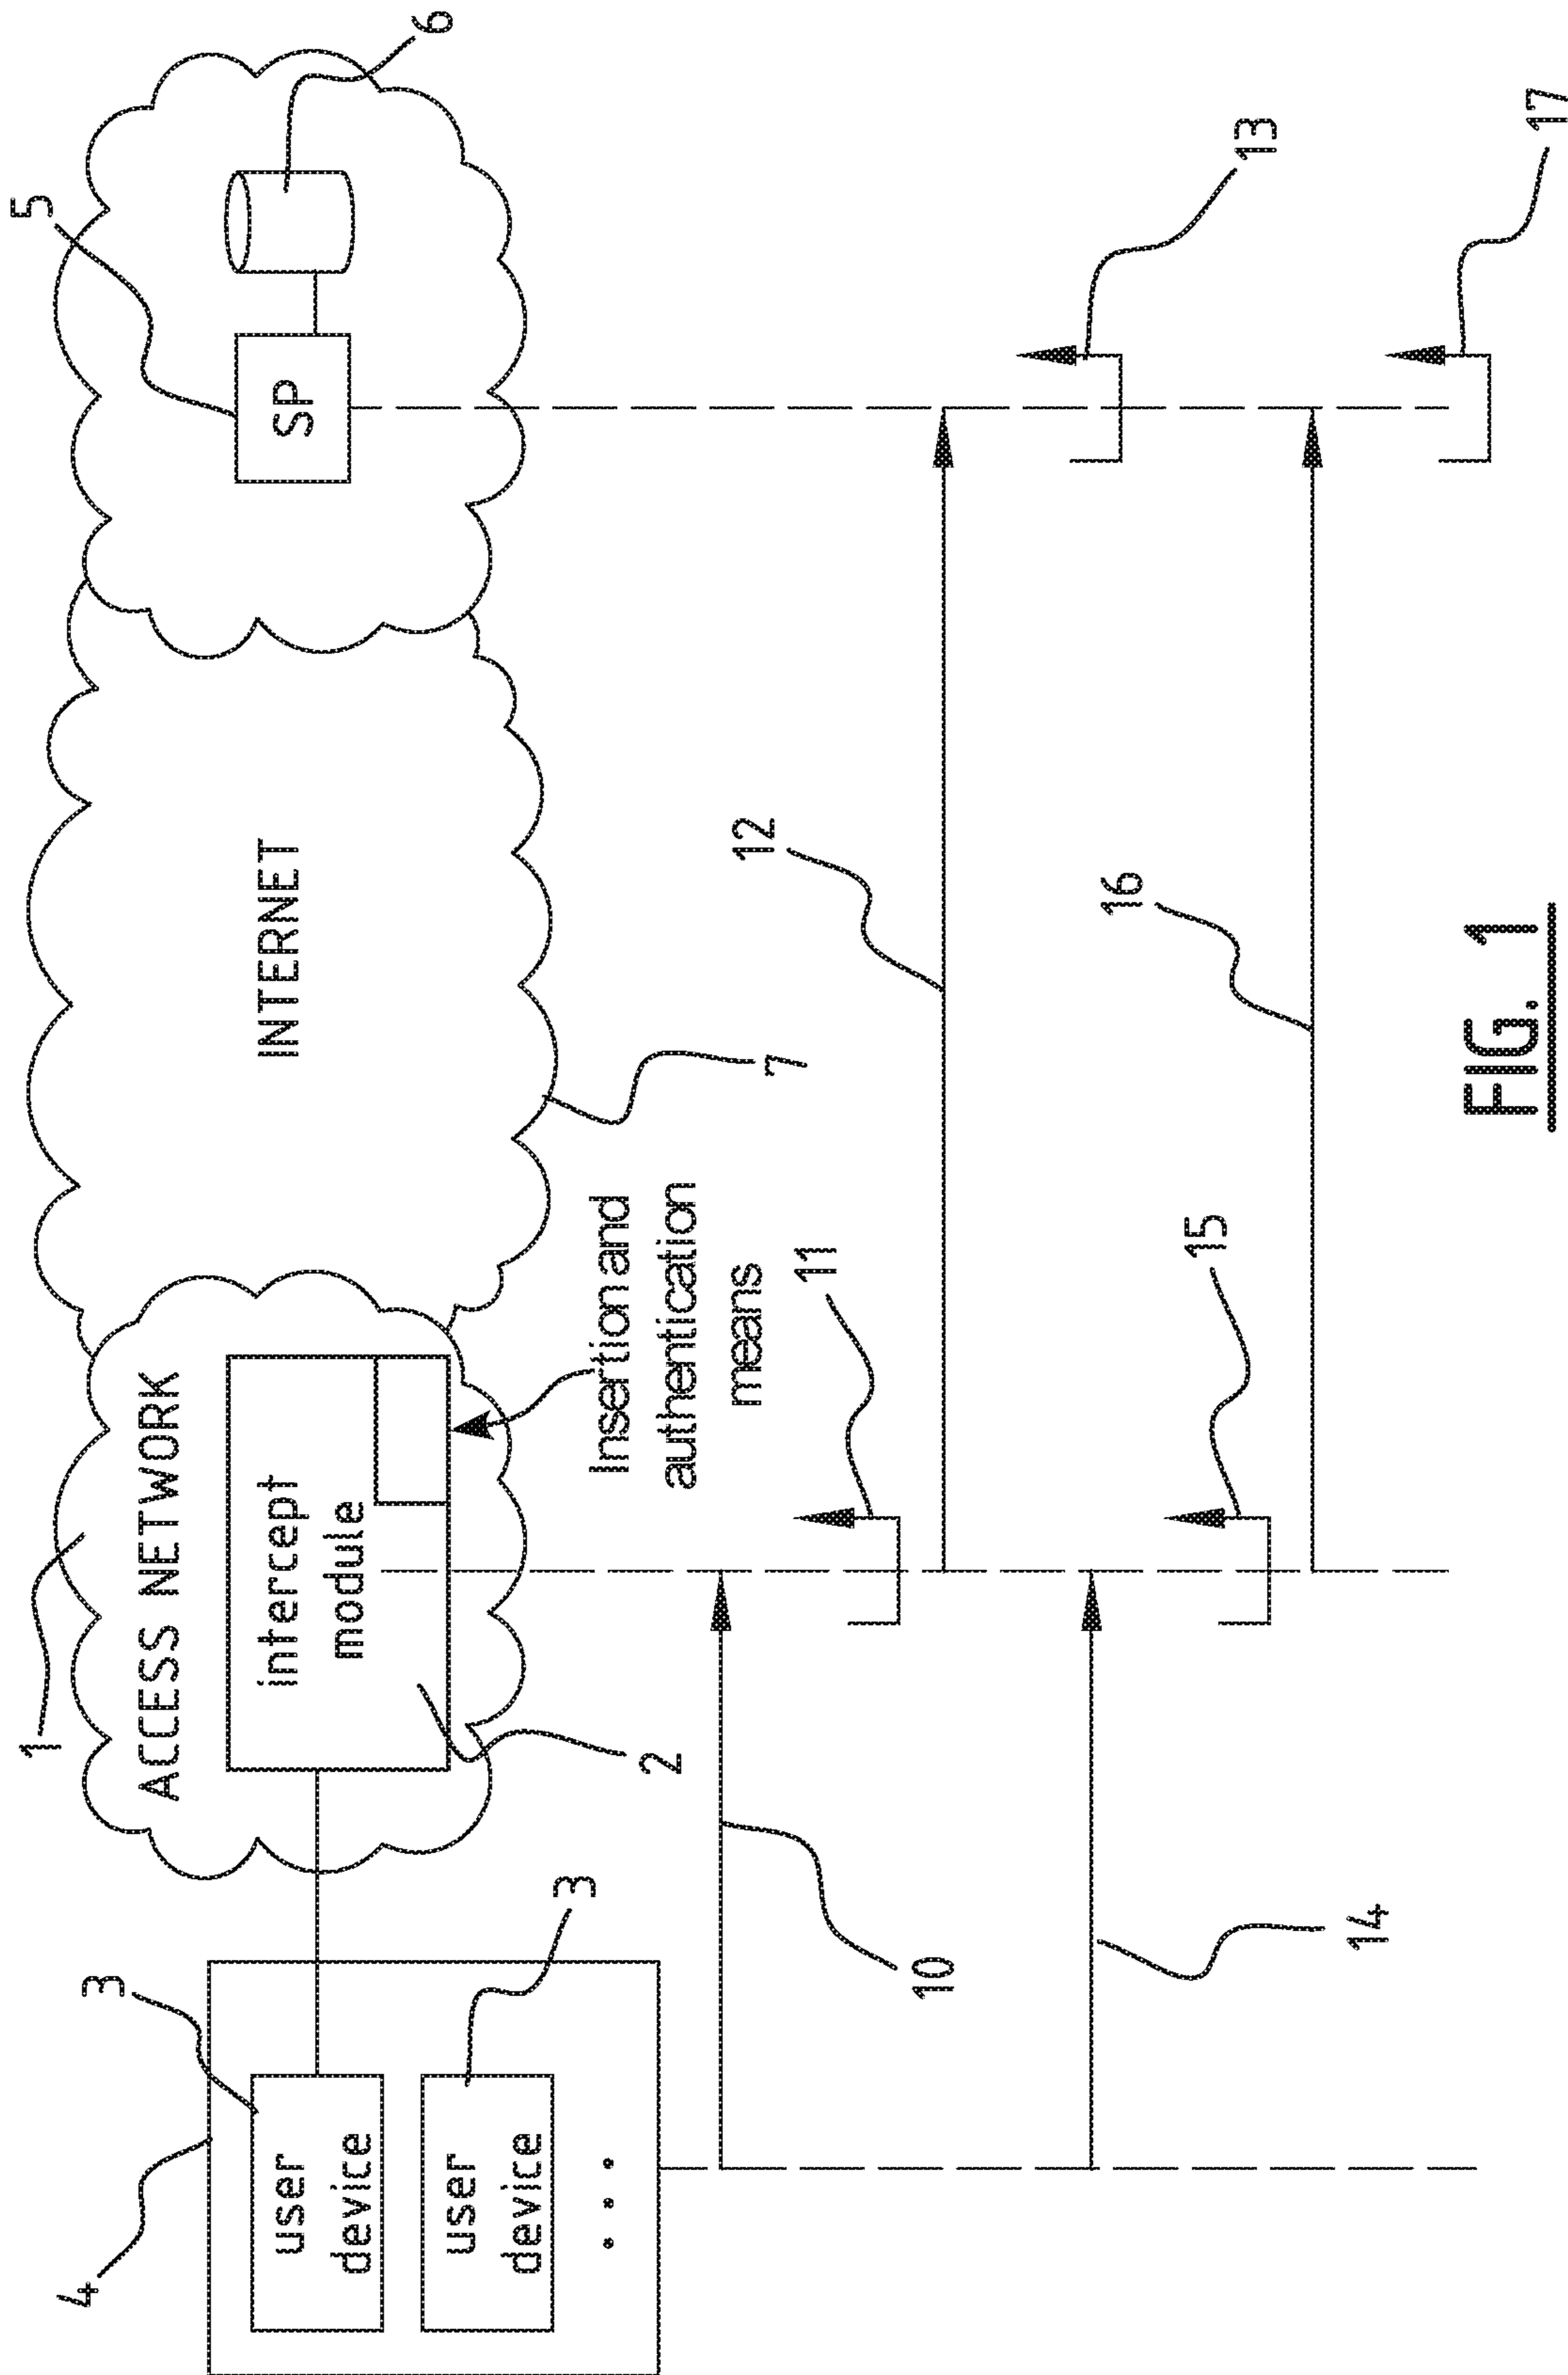 1
ACCESS NETWORK
intercept
module
2
4
3
user
device
3
user
device
...
INTERNET
7
5
SP
6
Insertion and
authentication
means
10
11
12
13
14
15
16
17
FIG. 1